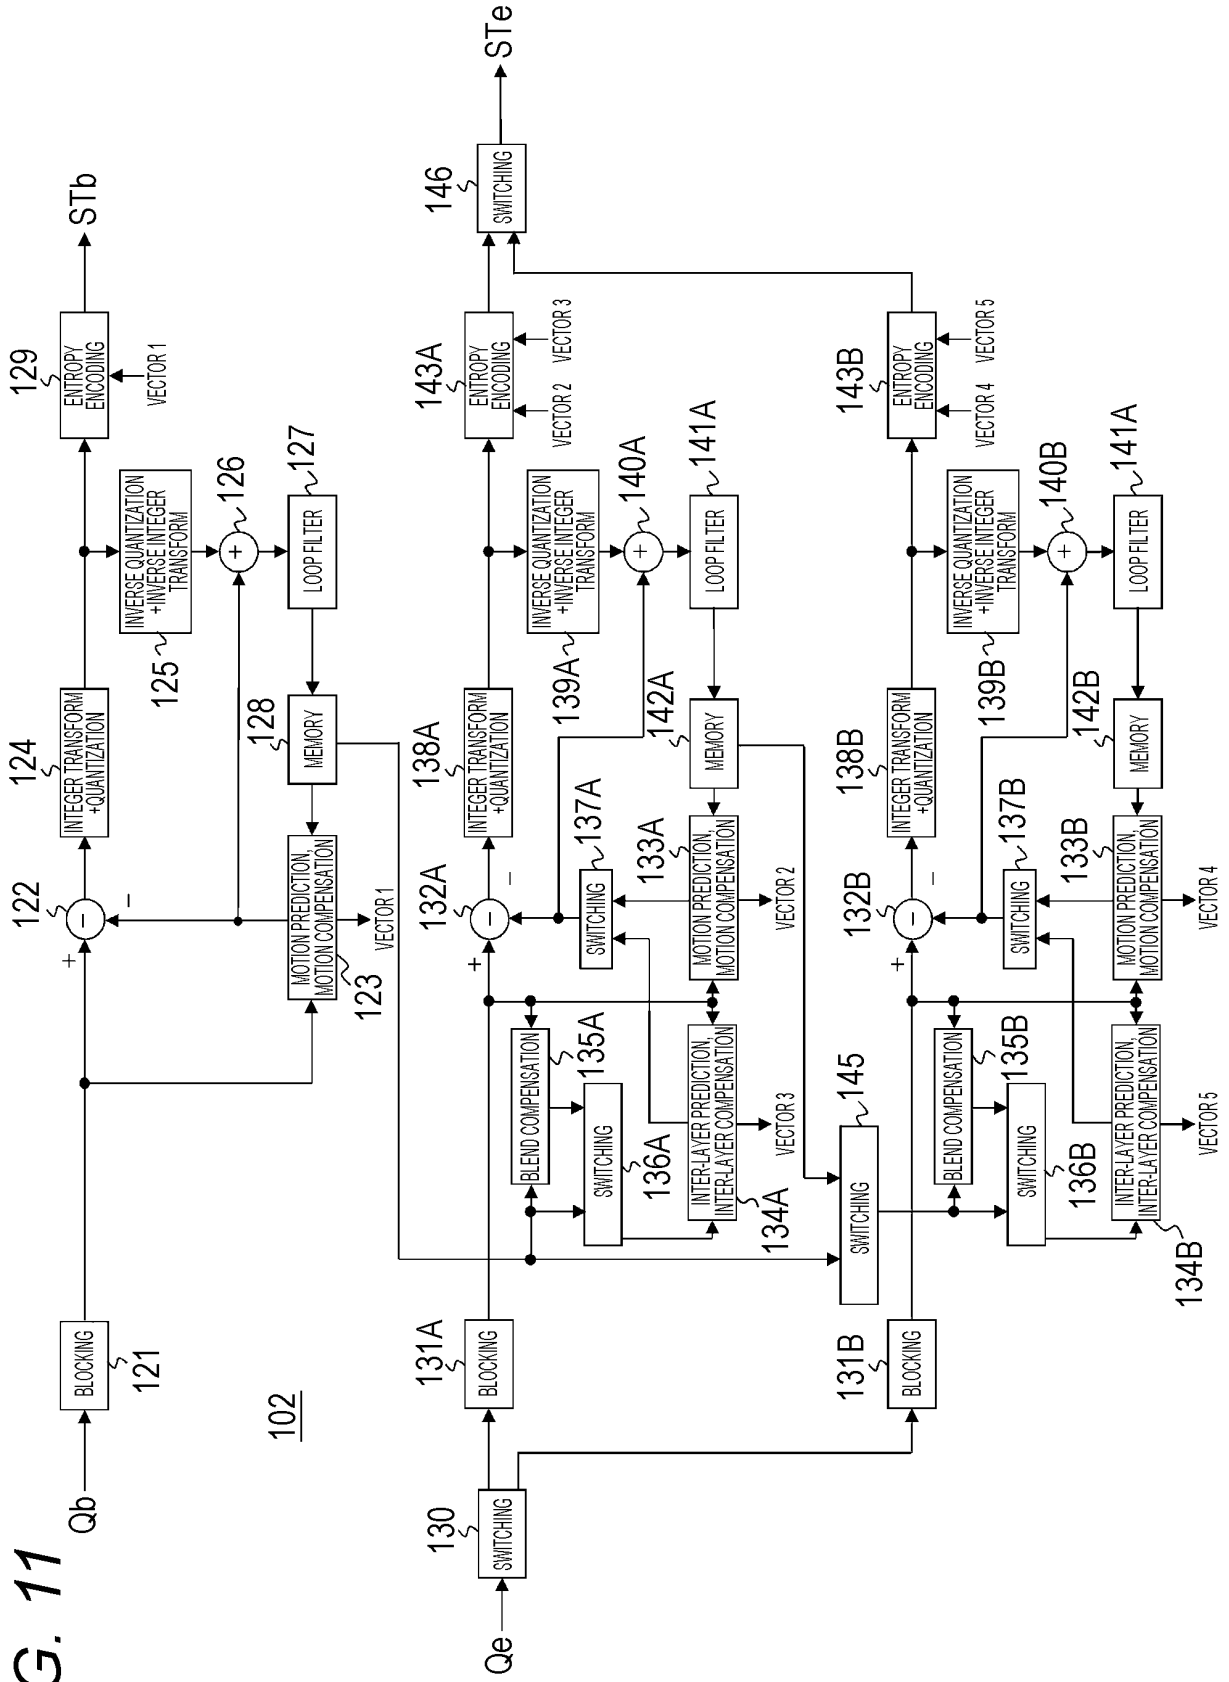 G. 11
102
Qb
BLOCKING
121
+
-
122
-
INTEGER TRANSFORM
+QUANTIZATION
124
ENTROPY
ENCODING
129
VECTOR 1
STb
INVERSE QUANTIZATION
+INVERSE INTEGER
TRANSFORM
125
+
126
LOOP FILTER
127
MEMORY
128
MOTION PREDICTION,
MOTION COMPENSATION
123
VECTOR 1
Qe
SWITCHING
130
BLOCKING
131A
+
-
132A
-
INTEGER TRANSFORM
+QUANTIZATION
138A
ENTROPY
ENCODING
143A
VECTOR 2
VECTOR 3
SWITCHING
146
STe
INVERSE QUANTIZATION
+INVERSE INTEGER
TRANSFORM
139A
+
140A
LOOP FILTER
141A
MEMORY
142A
BLEND COMPENSATION
135A
SWITCHING
136A
SWITCHING
137A
MOTION PREDICTION,
MOTION COMPENSATION
133A
VECTOR 2
INTER-LAYER PREDICTION,
INTER-LAYER COMPENSATION
134A
VECTOR 3
SWITCHING
145
BLOCKING
131B
+
-
132B
-
INTEGER TRANSFORM
+QUANTIZATION
138B
ENTROPY
ENCODING
143B
VECTOR 4
VECTOR 5
INVERSE QUANTIZATION
+INVERSE INTEGER
TRANSFORM
139B
+
140B
LOOP FILTER
141A
MEMORY
142B
BLEND COMPENSATION
135B
SWITCHING
136B
SWITCHING
137B
MOTION PREDICTION,
MOTION COMPENSATION
133B
VECTOR 4
INTER-LAYER PREDICTION,
INTER-LAYER COMPENSATION
134B
VECTOR 5